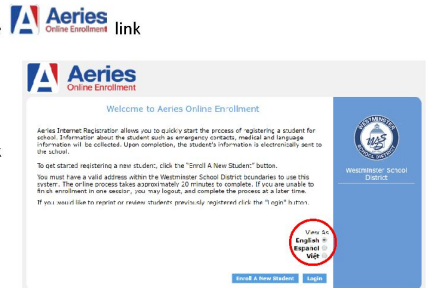 Aeries
Online Enrollment link
Aeries
Online Enrollment
Welcome to Aeries Online Enrollment
Aeries Internet Registration allows you to quickly start the process of registering a student for
school. Information about the student such as emergency contacts, medical and language
information will be collected. Upon completion, the student's information is electronically sent to
the school.
To get started registering a new student, click the "Enroll A New Student" button.
You must have a valid address within the Westminster School District boundaries to use this
system. The online process takes approximately 20 minutes to complete. If you are unable to
finish enrollment in one session, you may logout, and complete the process at a later time.
If you would like to reprint or review students previously registered click the "Login" button.
WESTMINSTER
WS
SCHOOL DISTRICT
Westminster School
District
View As
English
Espanol
Việt
Enroll A New Student Login